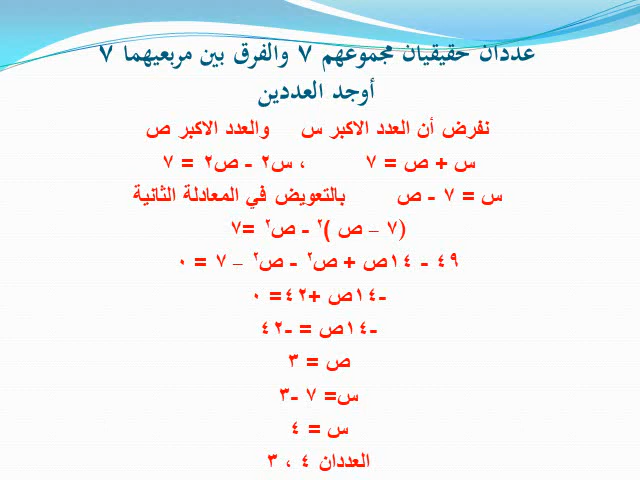 عددان حقيقيان مجموعهم ٧ والفرق بين مربعيهما ٧
أوجد العددين
نفرض أن العدد الاكبر س والعدد الاكبر ص
س + ص = ٧ ، س٢ - ص٢ = ٧
س = ٧ - ص بالتعويض في المعادلة الثانية
(٧ – ص )٢ - ص٢ =٧
٤٩ - ١٤ص + ص٢ - ص٢ – ٧ = ٠
-١٤ص +٤٢= ٠
-١٤ص = -٤٢
ص = ٣
س= ٧ -٣
س = ٤
العددان ٤ ، ٣